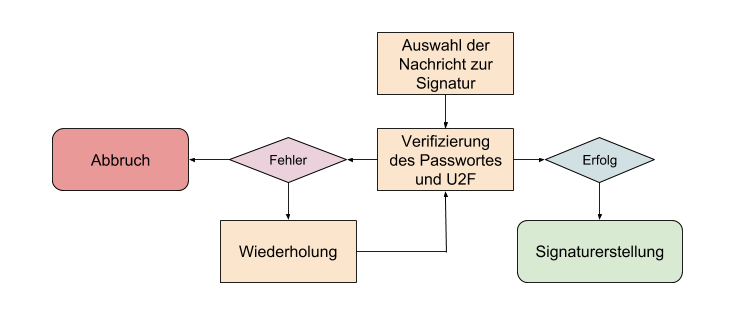 Auswahl der
Nachricht zur
Signatur
Abbruch
Fehler
Verifizierung
des Passwortes
und U2F
Erfolg
Wiederholung
Signaturerstellung